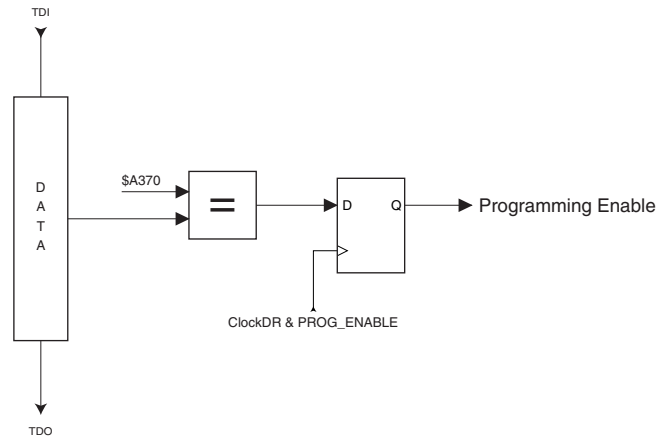 TDI
D
A
T
A
$A370
=
D Q
Programming Enable
ClockDR & PROG_ENABLE
TDO